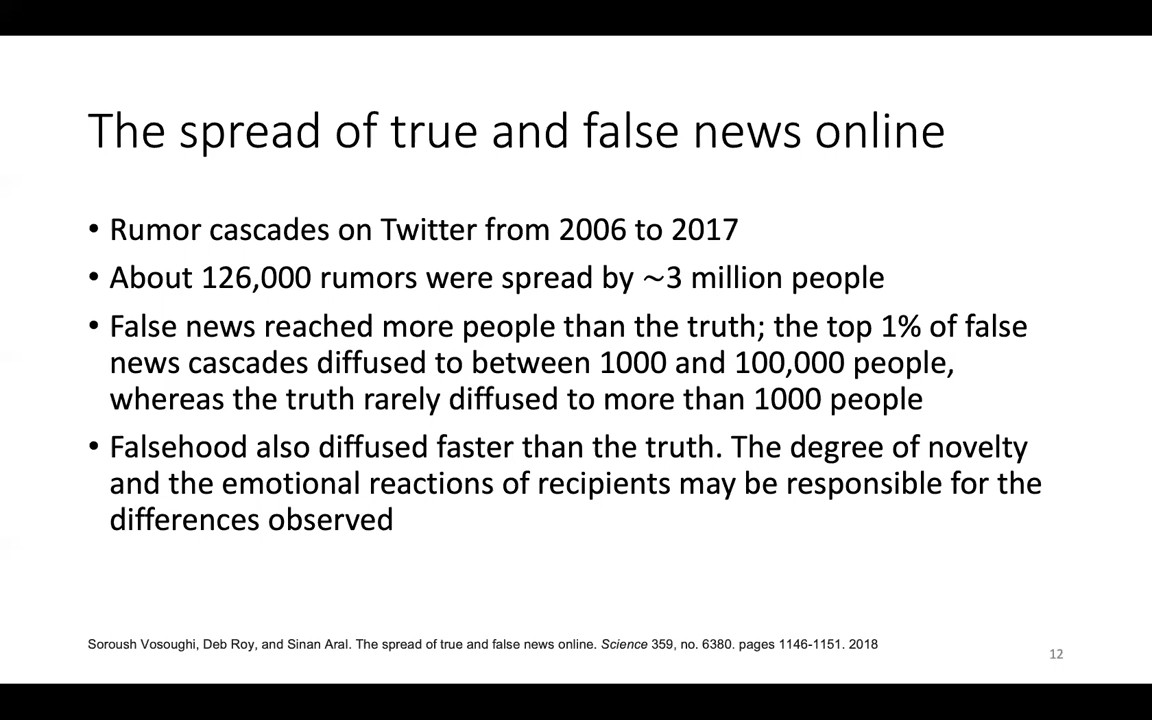 The spread of true and false news online
• Rumor cascades on Twitter from 2006 to 2017
• About 126,000 rumors were spread by ~3 million people
• False news reached more people than the truth; the top 1% of false
news cascades diffused to between 1000 and 100,000 people,
whereas the truth rarely diffused to more than 1000 people
• Falsehood also diffused faster than the truth. The degree of novelty
and the emotional reactions of recipients may be responsible for the
differences observed
Soroush Vosoughi, Deb Roy, and Sinan Aral. The spread of true and false news online. Science 359, no. 6380. pages 1146-1151. 2018
12